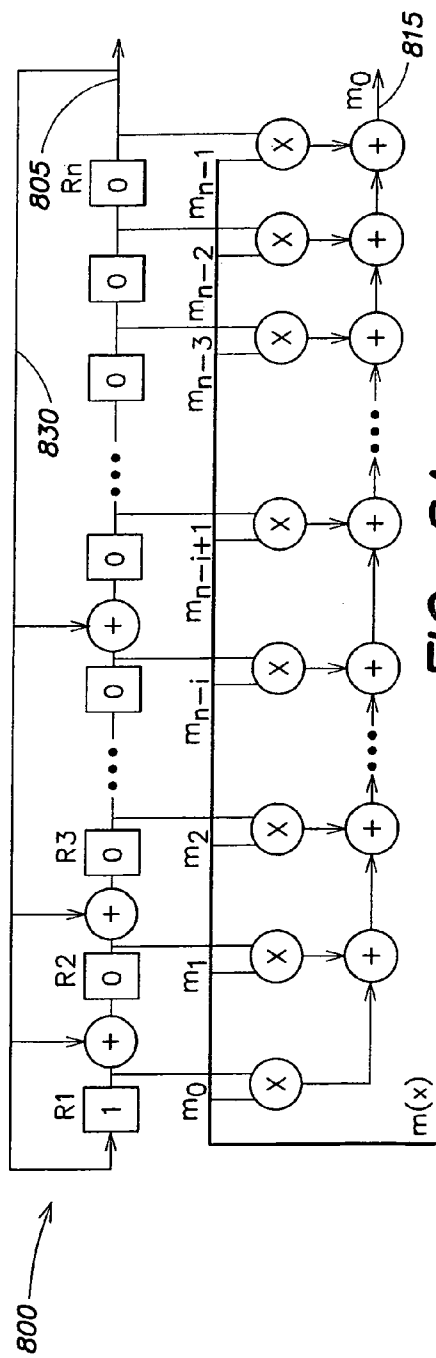 800
830
805
R1 R2 R3 Rn
1 + 0 + 0 0 + 0 0 0 0
m₀ m₁ m₂ mₙ₋ᵢ mₙ₋ᵢ₊₁ mₙ₋₃ mₙ₋₂ mₙ₋₁
X X X X X X X X
m₀
+ + + + + + +
815
m(x)